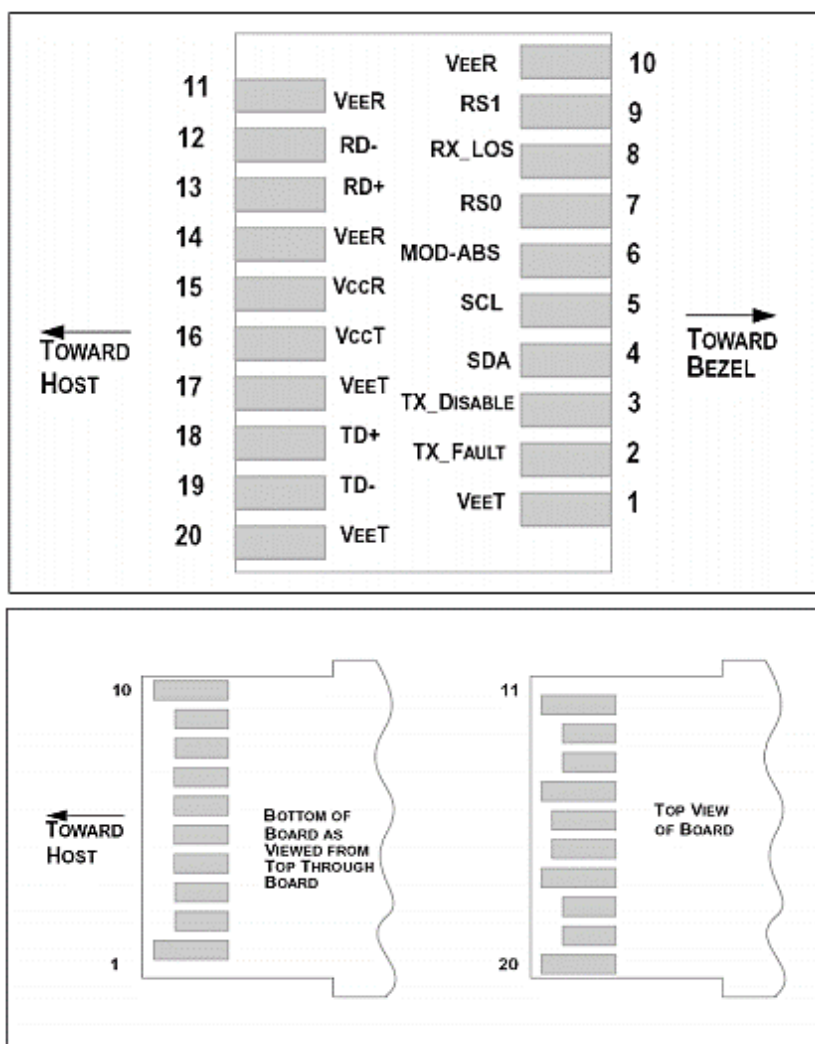 11 VEER
12 RD-
13 RD+
14 VEER
15 VCCR
16 VCCT
17 VEET
18 TD+
19 TD-
20 VEET
VEER 10
RS1 9
RX_LOS 8
RS0 7
MOD-ABS 6
SCL 5
SDA 4
TX_DISABLE 3
TX_FAULT 2
VEET 1
TOWARD
HOST
TOWARD
BEZEL
10
1
TOWARD
HOST
BOTTOM OF
BOARD AS
VIEWED FROM
TOP THROUGH
BOARD
11
20
TOP VIEW
OF BOARD